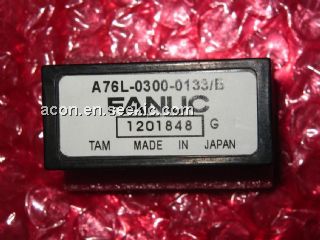 A76L-0300-0133/B
acon.en.seekic.com
FANUC
1201848 G
TAM MADE IN JAPAN